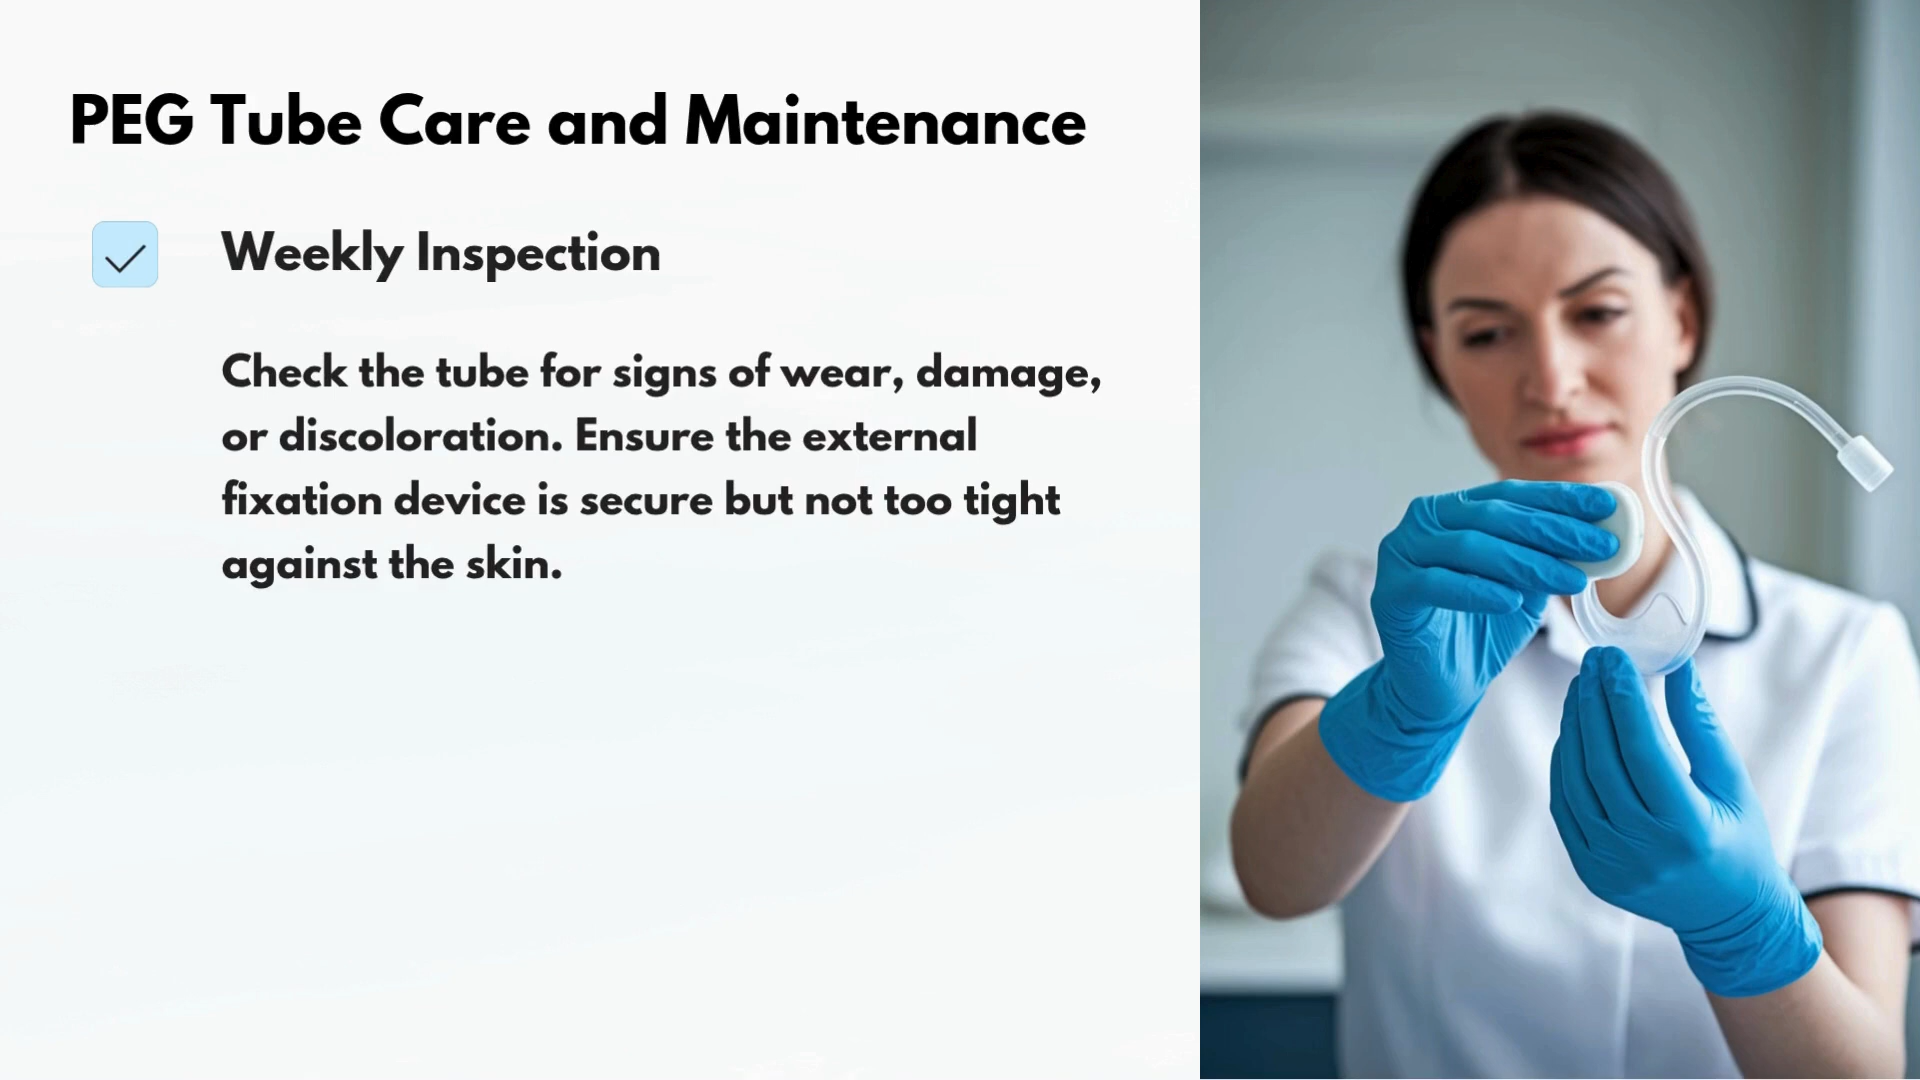 PEG Tube Care and Maintenance
Weekly Inspection
Check the tube for signs of wear, damage,
or discoloration. Ensure the external
fixation device is secure but not too tight
against the skin.